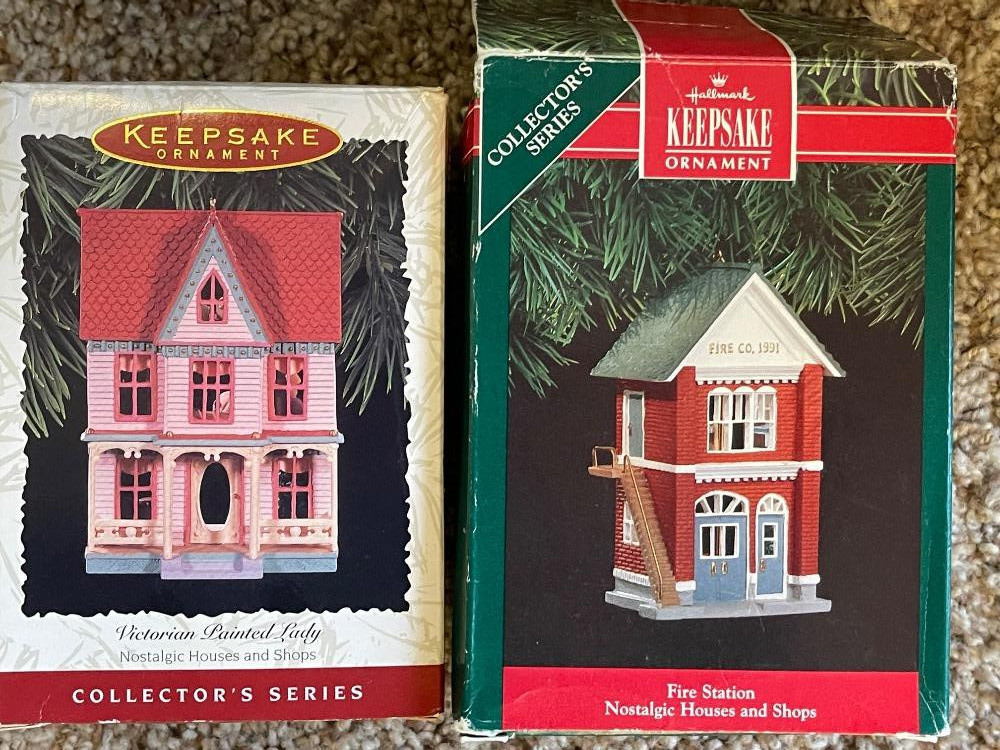 KEEPSAKE
ORNAMENT
Victorian Painted Lady
Nostalgic Houses and Shops
COLLECTOR'S SERIES
COLLECTOR'S
SERIES
Hallmark
KEEPSAKE
ORNAMENT
FIRE CO. 1991
Fire Station
Nostalgic Houses and Shops